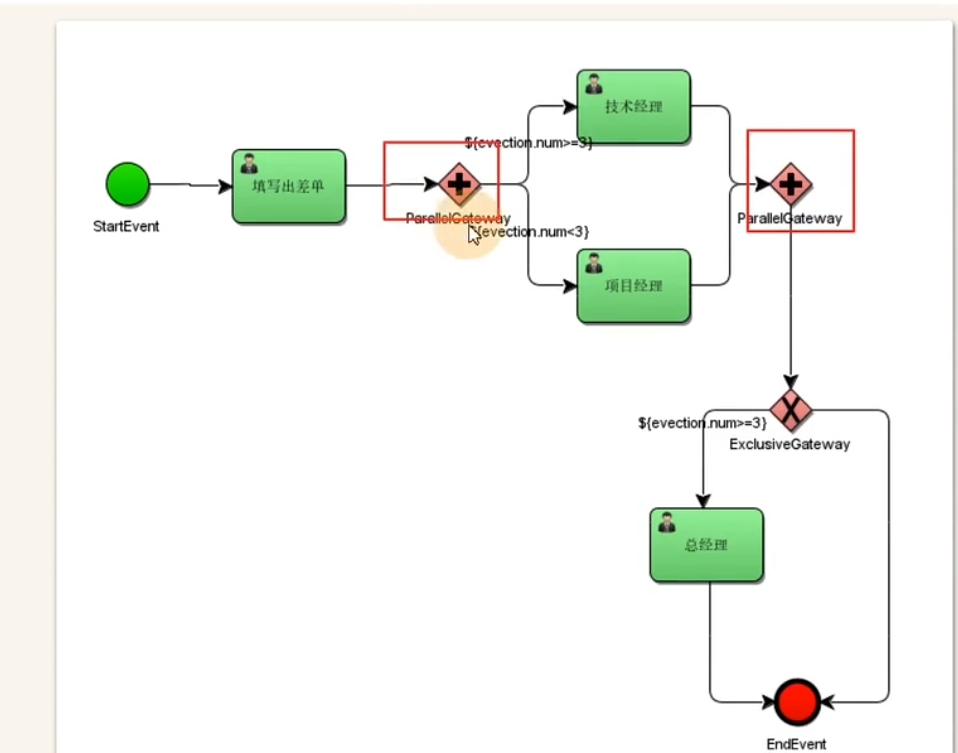 技术经理
${evection.num>=3}
填写出差单
StartEvent
ParallelGateway
ParallelGateway
${evection.num<3}
项目经理
${evection.num>=3}
ExclusiveGateway
总经理
EndEvent